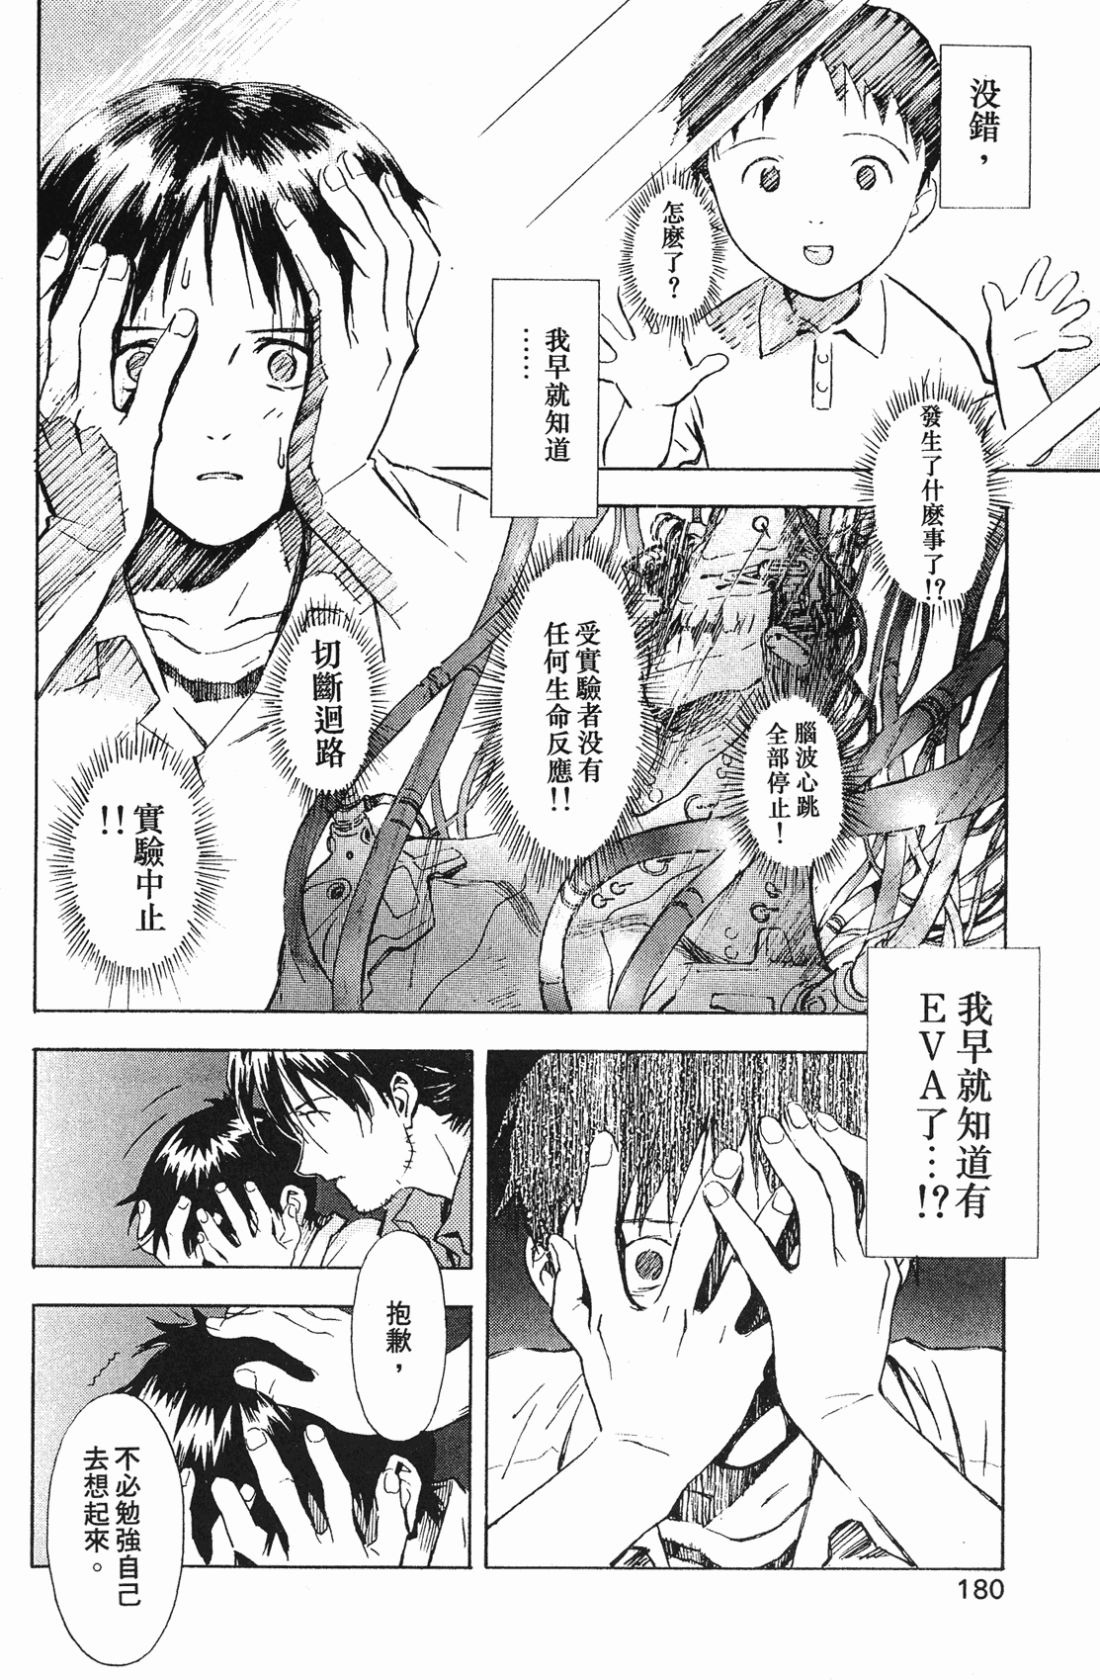 没錯，
怎麼了？
發生了什麼事了!?
我早就知道
……
腦波心跳
全部停止！
受實驗者没有
任何生命反應!!
切斷迴路
實驗中止
!!
我早就知道有
EVA了…!?
抱歉，
不必勉強自己
去想起來。
180